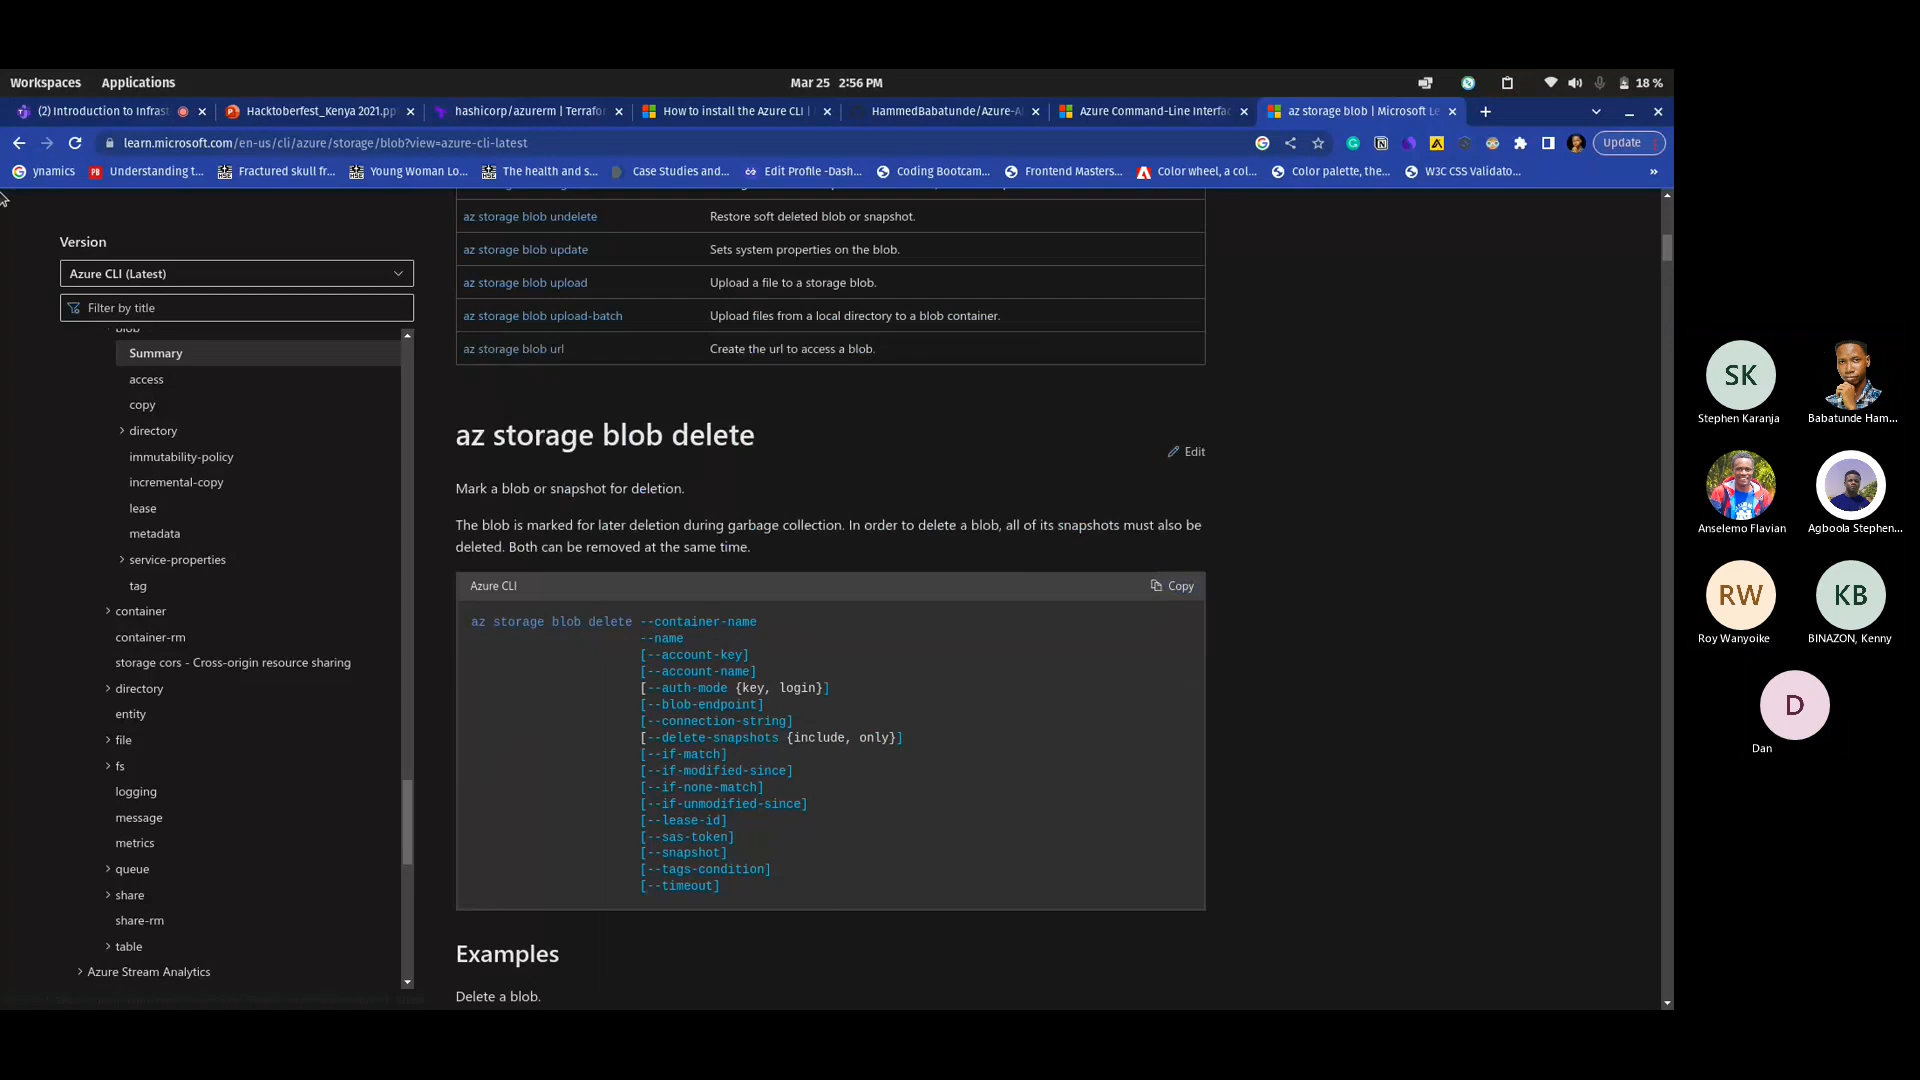 Workspaces Applications Mar 25 2:56 PM 18 %
(2) Introduction to Infras Hacktoberfest_Kenya 2021.pp hashicorp/azurerm | Terrafo How to install the Azure CLI | HammedBabatunde/Azure-A Azure Command-Line Interfac az storage blob | Microsoft Le
learn.microsoft.com/en-us/cli/azure/storage/blob?view=azure-cli-latest Update
ynamics Understanding t... Fractured skull fr... Young Woman Lo... The health and s... Case Studies and... Edit Profile -Dash... Coding Bootcam... Frontend Masters... Color wheel, a col... Color palette, the... W3C CSS Validato... »
Version
Azure CLI (Latest)
Filter by title
blob
Summary
access
copy
directory
immutability-policy
incremental-copy
lease
metadata
service-properties
tag
container
container-rm
storage cors - Cross-origin resource sharing
directory
entity
file
fs
logging
message
metrics
queue
share
share-rm
table
Azure Stream Analytics
az storage blob undelete Restore soft deleted blob or snapshot.
az storage blob update Sets system properties on the blob.
az storage blob upload Upload a file to a storage blob.
az storage blob upload-batch Upload files from a local directory to a blob container.
az storage blob url Create the url to access a blob.
az storage blob delete
Edit
Mark a blob or snapshot for deletion.
The blob is marked for later deletion during garbage collection. In order to delete a blob, all of its snapshots must also be
deleted. Both can be removed at the same time.
Azure CLI Copy
az storage blob delete --container-name
--name
[--account-key]
[--account-name]
[--auth-mode {key, login}]
[--blob-endpoint]
[--connection-string]
[--delete-snapshots {include, only}]
[--if-match]
[--if-modified-since]
[--if-none-match]
[--if-unmodified-since]
[--lease-id]
[--sas-token]
[--snapshot]
[--tags-condition]
[--timeout]
Examples
Delete a blob.
SK
Stephen Karanja Babatunde Ham...
Anselemo Flavian Agboola Stephen...
RW KB
Roy Wanyoike BINAZON, Kenny
D
Dan